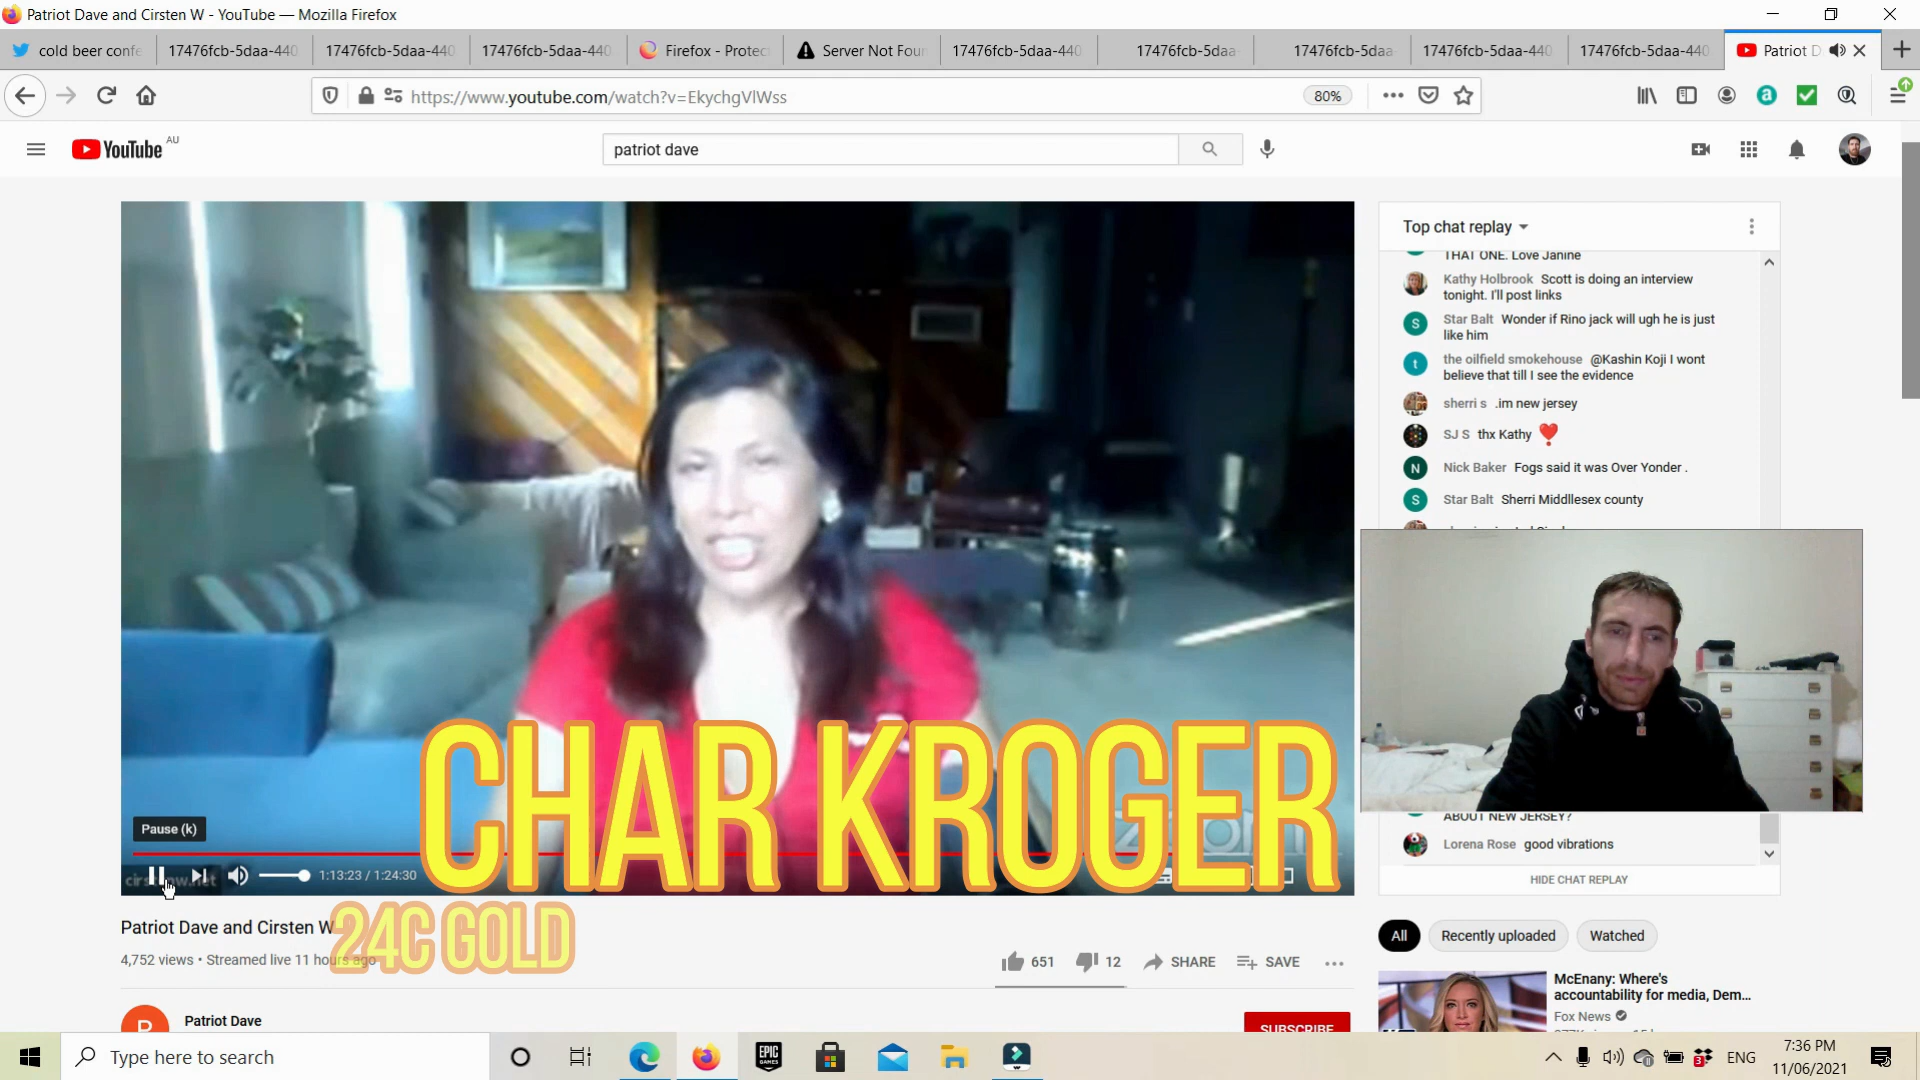 Patriot Dave and Cirsten W - YouTube — Mozilla Firefox
cold beer confe
17476fcb-5daa-440
17476fcb-5daa-440
17476fcb-5daa-440
Firefox - Protec
Server Not Foun
17476fcb-5daa-440
17476fcb-5daa-
17476fcb-5daa-
17476fcb-5daa-440
17476fcb-5daa-440
Patriot D
https://www.youtube.com/watch?v=EkychgVlWss
80%
YouTube AU
patriot dave
Top chat replay
THAT ONE. Love Janine
Kathy Holbrook Scott is doing an interview
tonight. I'll post links
Star Balt Wonder if Rino jack will ugh he is just
like him
the oilfield smokehouse @Kashin Koji I wont
believe that till I see the evidence
sherri s .im new jersey
SJ S thx Kathy
Nick Baker Fogs said it was Over Yonder .
Star Balt Sherri Middllesex county
ABOUT NEW JERSEY?
Lorena Rose good vibrations
HIDE CHAT REPLAY
Pause (k)
1:13:23 / 1:24:30
zoom
CHAR KROGER
24C GOLD
Patriot Dave and Cirsten W
4,752 views • Streamed live 11 hours ago
651
12
SHARE
SAVE
Patriot Dave
SUBSCRIBE
All
Recently uploaded
Watched
McEnany: Where's
accountability for media, Dem...
Fox News
Type here to search
EPIC
GAMES
3
ENG
7:36 PM
11/06/2021